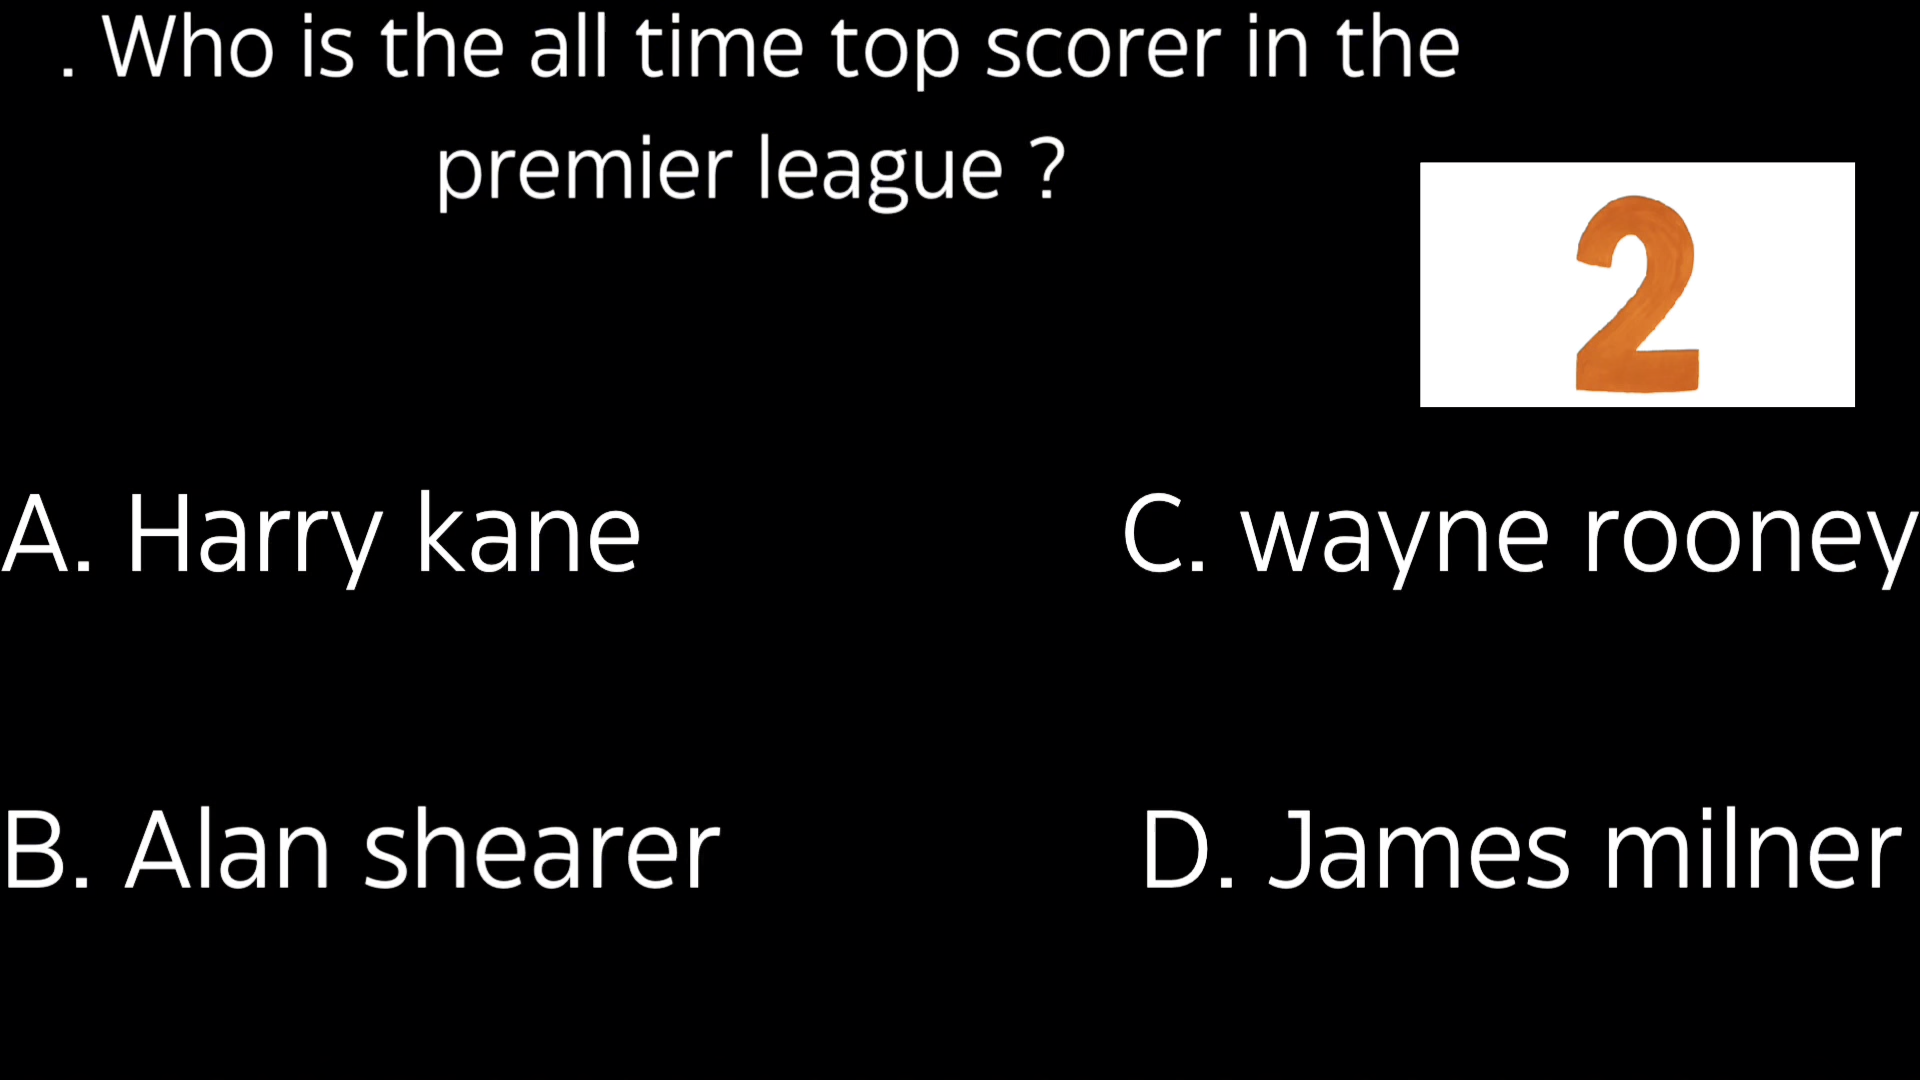 . Who is the all time top scorer in the
premier league ?
2
A. Harry kane
C. wayne rooney
B. Alan shearer
D. James milner